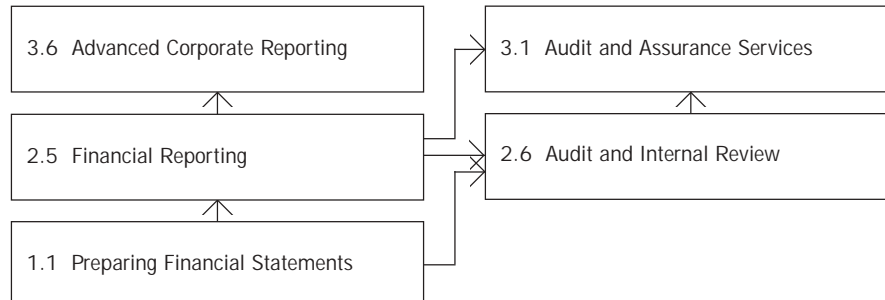 3.6 Advanced Corporate Reporting
3.1 Audit and Assurance Services
2.5 Financial Reporting
2.6 Audit and Internal Review
1.1 Preparing Financial Statements